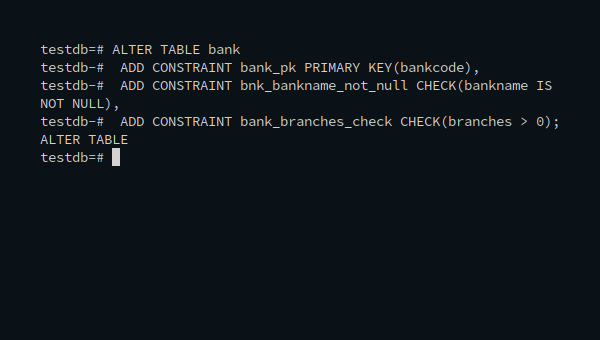 testdb=# ALTER TABLE bank
testdb-#  ADD CONSTRAINT bank_pk PRIMARY KEY(bankcode),
testdb-#  ADD CONSTRAINT bnk_bankname_not_null CHECK(bankname IS
NOT NULL),
testdb-#  ADD CONSTRAINT bank_branches_check CHECK(branches > 0);
ALTER TABLE
testdb=#